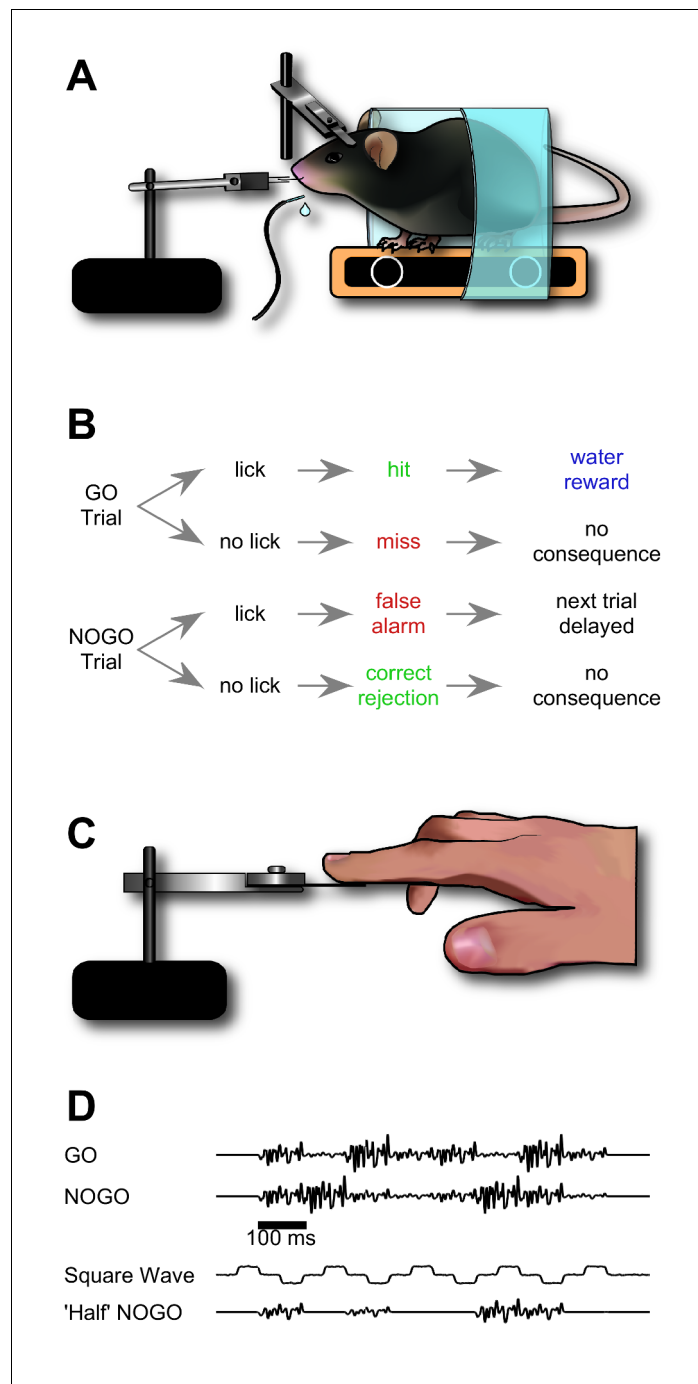 A
B
GO
Trial
lick
hit
water
reward
no lick
miss
no
consequence
NOGO
Trial
lick
false
alarm
next trial
delayed
no lick
correct
rejection
no
consequence
C
D
GO
NOGO
100 ms
Square Wave
'Half' NOGO